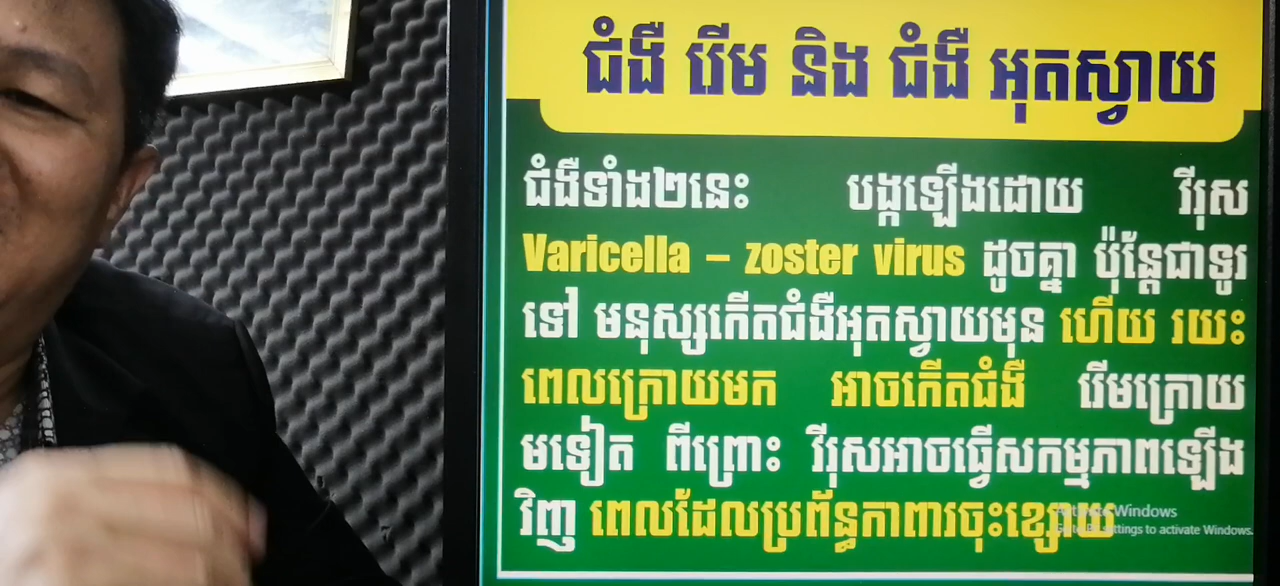 ជំងឺ រើម និង ជំងឺ អុតស្វាយ
ជំងឺទាំង២នេះ បង្កឡើងដោយ វីរុស
Varicella – zoster virus ដូចគ្នា ប៉ុន្តែជាទូរ
ទៅ មនុស្សកើតជំងឺអុតស្វាយមុន ហើយ រយះ
ពេលក្រោយមក អាចកើតជំងឺ រើមក្រោយ
មទៀត ពីព្រោះ វីរុសអាចធ្វើសកម្មភាពឡើង
វិញ ពេលដែលប្រព័ន្ធកាពារចុះខ្សោយ
Windows
settings to activate Windows.